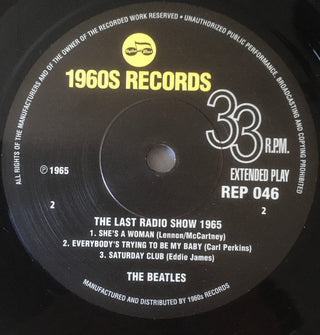 ALL RIGHTS OF THE MANUFACTURERS AND OF THE OWNER OF THE RECORDED WORK RESERVED • UNAUTHORIZED PUBLIC PERFORMANCE, BROADCASTING AND COPYING PROHIBITED
1960S RECORDS
33 R.P.M.
EXTENDED PLAY
REP 046
℗ 1965
2
2
THE LAST RADIO SHOW 1965
1. SHE'S A WOMAN (Lennon/McCartney)
2. EVERYBODY'S TRYING TO BE MY BABY (Carl Perkins)
3. SATURDAY CLUB (Eddie James)
THE BEATLES
MANUFACTURED AND DISTRIBUTED BY 1960s RECORDS